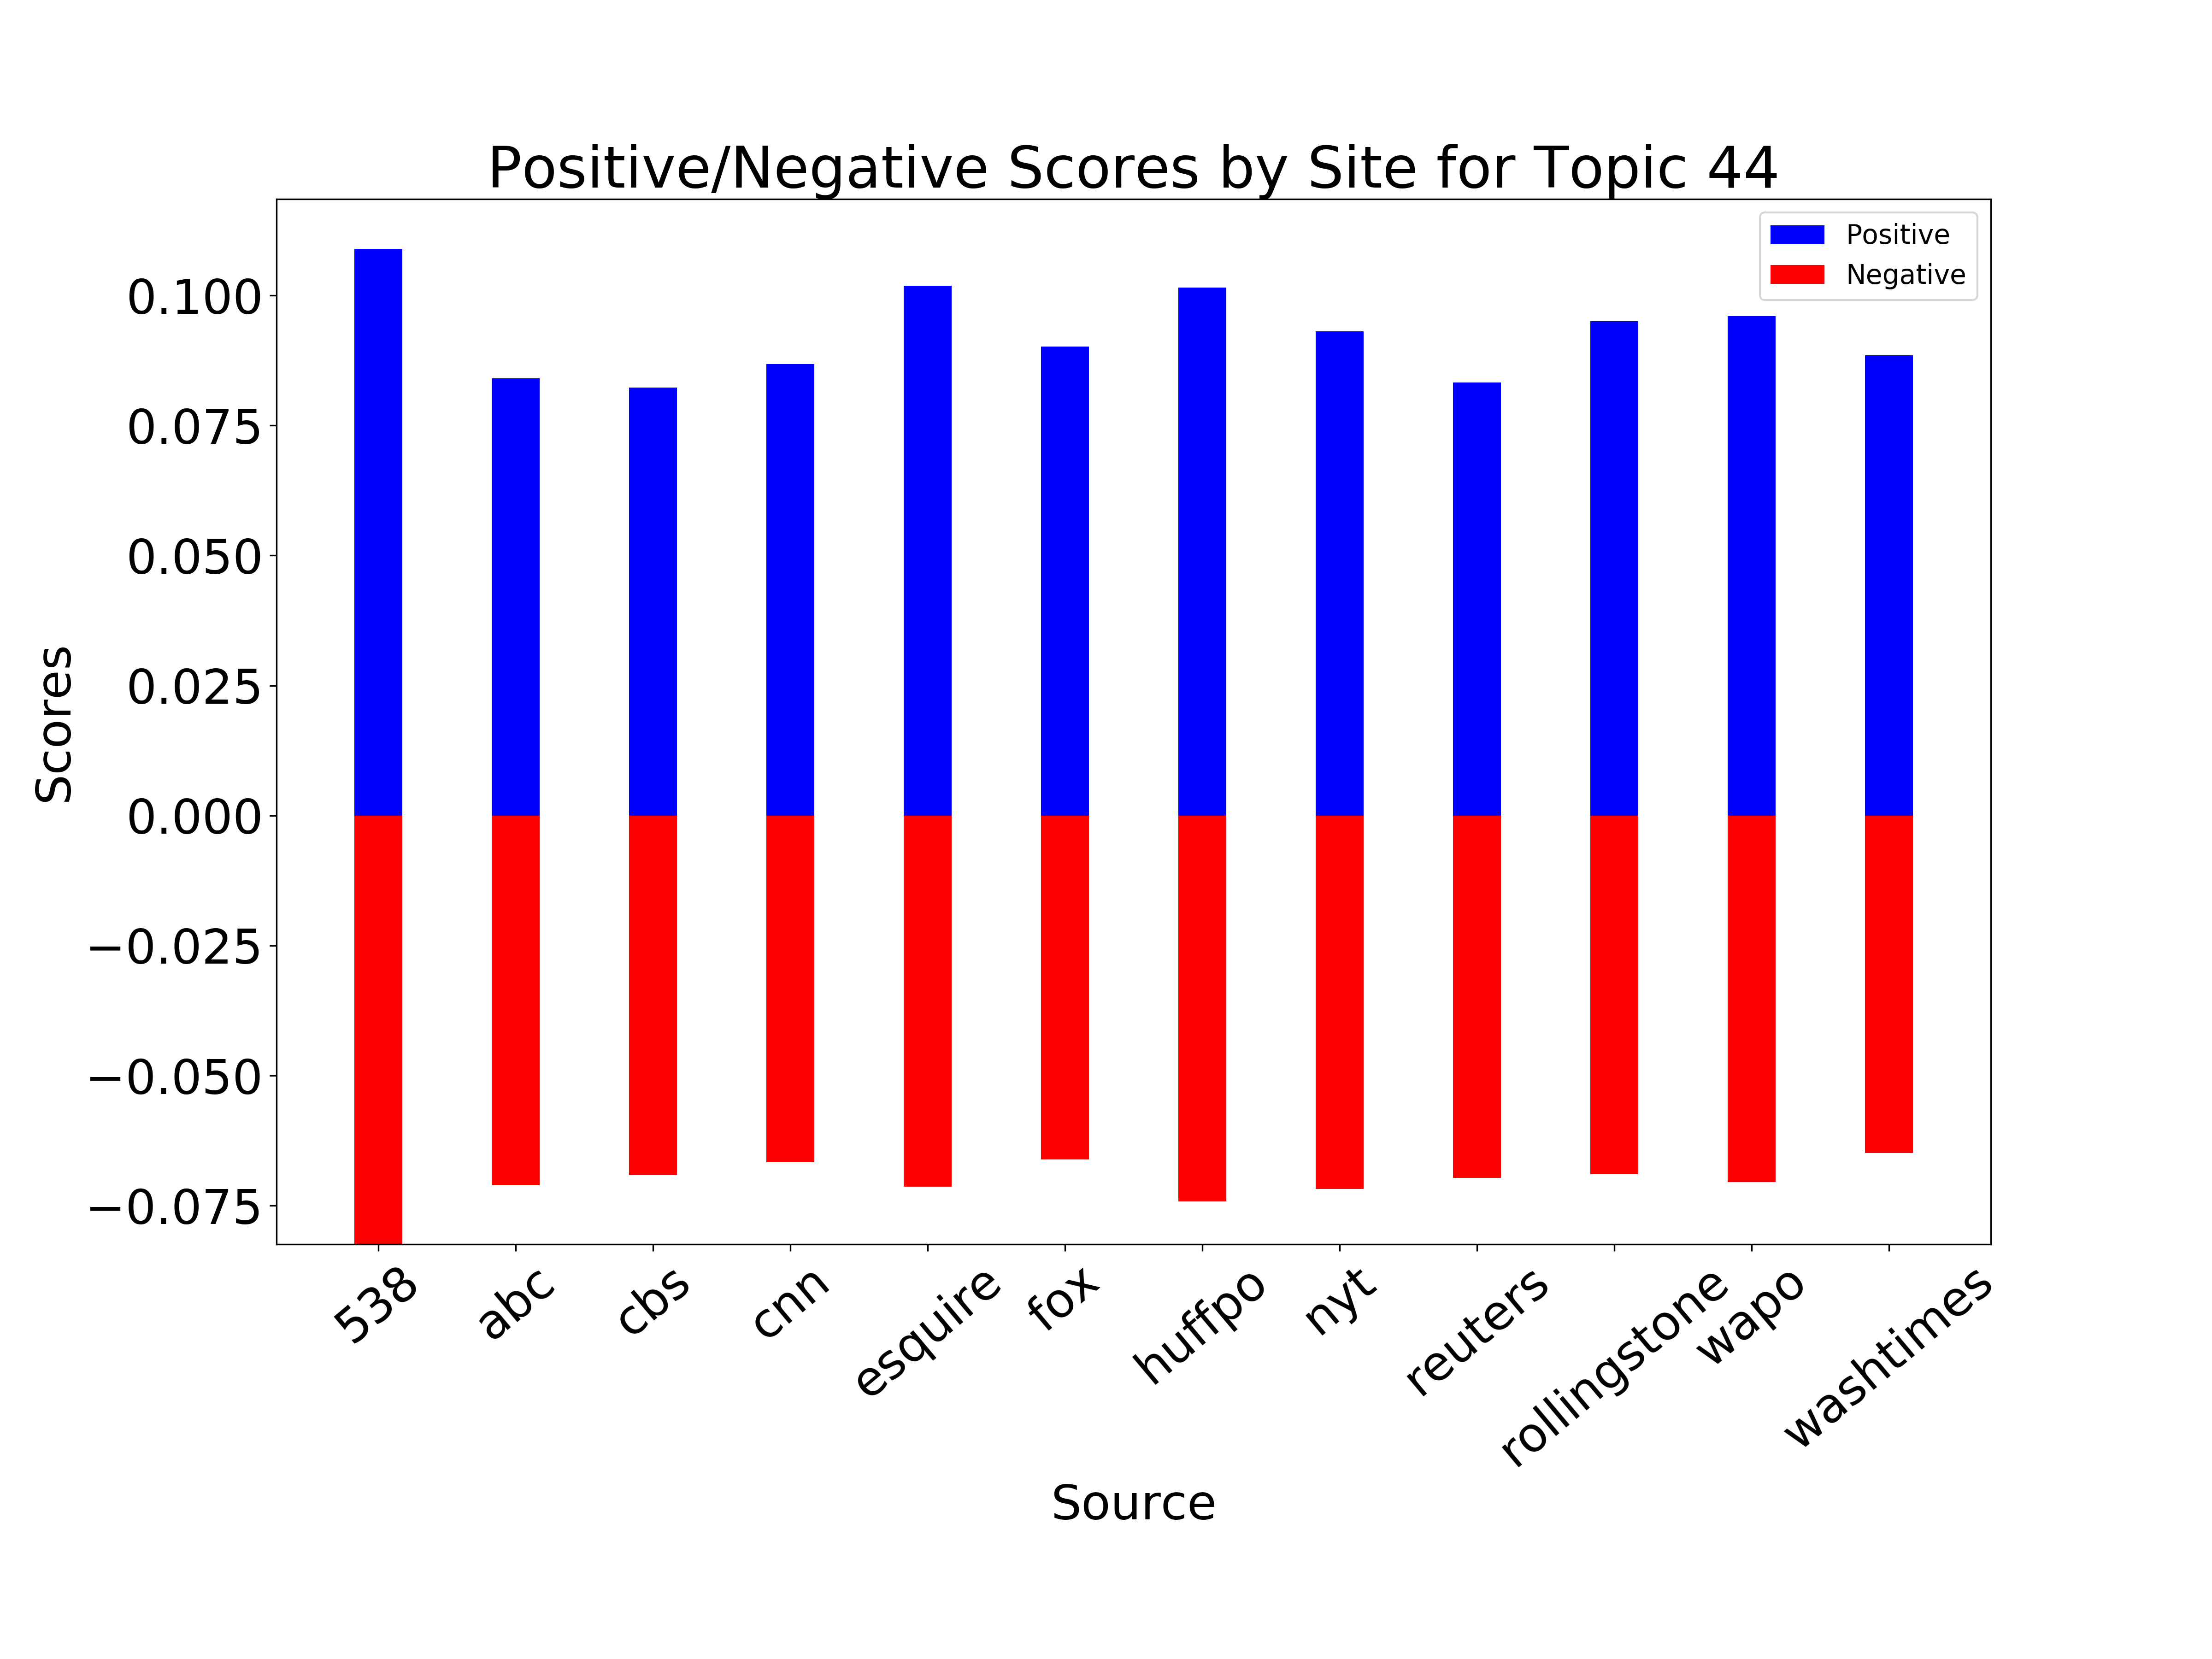 Positive/Negative Scores by Site for Topic 44
Positive
Negative
0.100
0.075
0.050
0.025
0.000
−0.025
−0.050
−0.075
Scores
538
abc
cbs
cnn
esquire
fox
huffpo
nyt
reuters
rollingstone
wapo
washtimes
Source